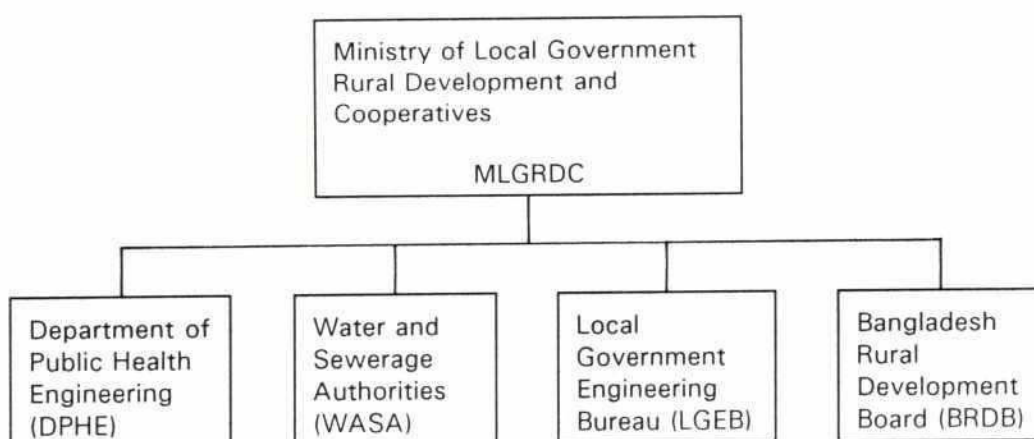 Ministry of Local Government
Rural Development and
Cooperatives
MLGRDC
Department of
Public Health
Engineering
(DPHE)
Water and
Sewerage
Authorities
(WASA)
Local
Government
Engineering
Bureau (LGEB)
Bangladesh
Rural
Development
Board (BRDB)